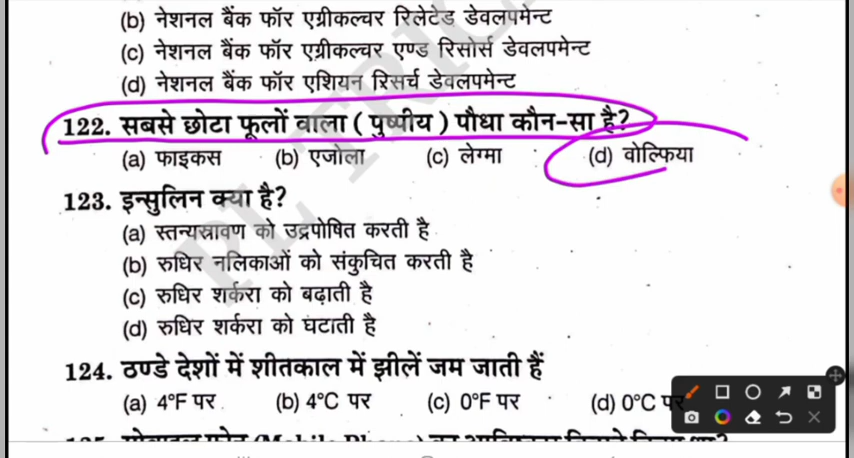 (b) नेशनल बैंक फॉर एग्रीकल्चर रिलेटेड डेवलपमेन्ट
(c) नेशनल बैंक फॉर एग्रीकल्चर एण्ड रिसोर्स डेवलपमेन्ट
(d) नेशनल बैंक फॉर एशियन रिसर्च डेवलपमेन्ट
122. सबसे छोटा फूलों वाला ( पुष्पीय ) पौधा कौन-सा है?
(a) फाइकस (b) एजोला (c) लेग्मा (d) वोल्फिया
123. इन्सुलिन क्या है?
(a) स्तन्यस्रावण को उद्रपोषित करती है
(b) रुधिर नलिकाओं को संकुचित करती है
(c) रुधिर शर्करा को बढ़ाती है
(d) रुधिर शर्करा को घटाती है
124. ठण्डे देशों में शीतकाल में झीलें जम जाती हैं
(a) 4°F पर (b) 4°C पर (c) 0°F पर (d) 0°C पर